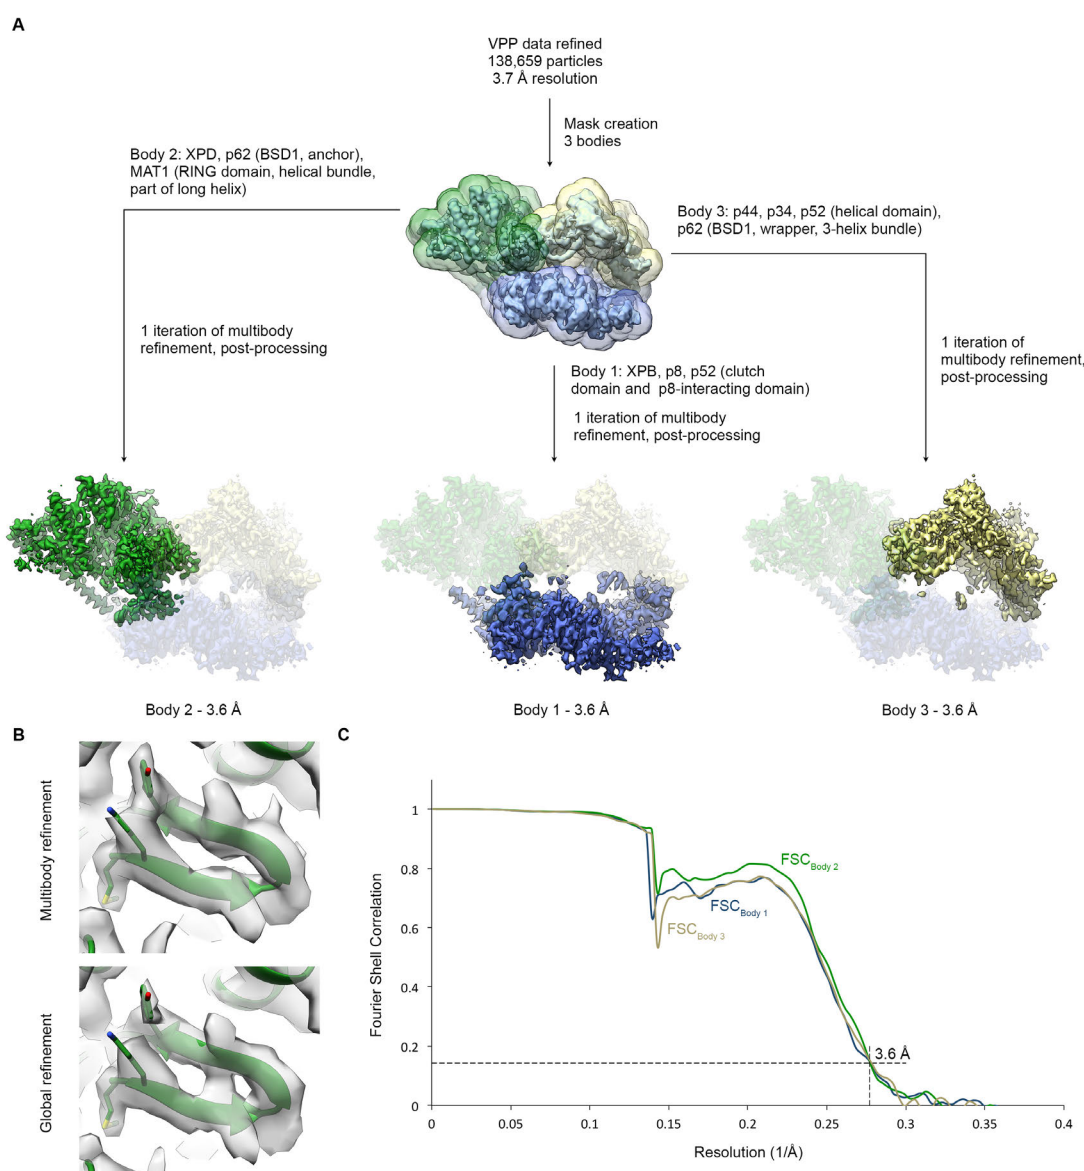 A
VPP data refined
138,659 particles
3.7 Å resolution
Mask creation
3 bodies
Body 2: XPD, p62 (BSD1, anchor),
MAT1 (RING domain, helical bundle,
part of long helix)
Body 3: p44, p34, p52 (helical domain),
p62 (BSD1, wrapper, 3-helix bundle)
1 iteration of multibody
refinement, post-processing
1 iteration of
multibody refinement,
post-processing
Body 1: XPB, p8, p52 (clutch
domain and p8-interacting domain)
1 iteration of multibody
refinement, post-processing
Body 2 - 3.6 Å
Body 1 - 3.6 Å
Body 3 - 3.6 Å
B
Multibody refinement
Global refinement
C
Fourier Shell Correlation
1
0.8
0.6
0.4
0.2
0
FSC Body 2
FSC Body 1
FSC Body 3
3.6 Å
0
0.05
0.1
0.15
0.2
0.25
0.3
0.35
0.4
Resolution (1/Å)